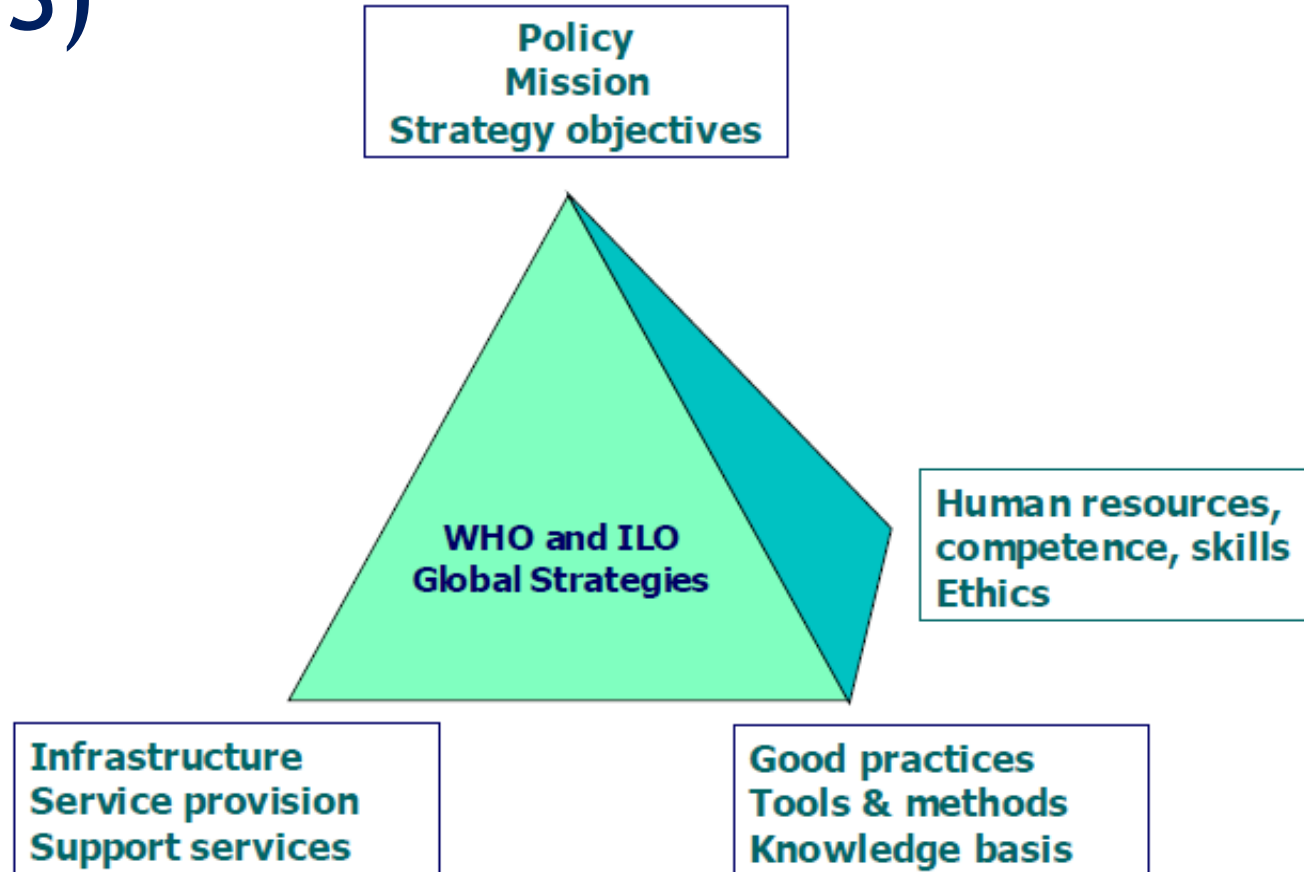 S)
Policy
Mission
Strategy objectives
WHO and ILO
Global Strategies
Human resources,
competence, skills
Ethics
Infrastructure
Service provision
Support services
Good practices
Tools & methods
Knowledge basis